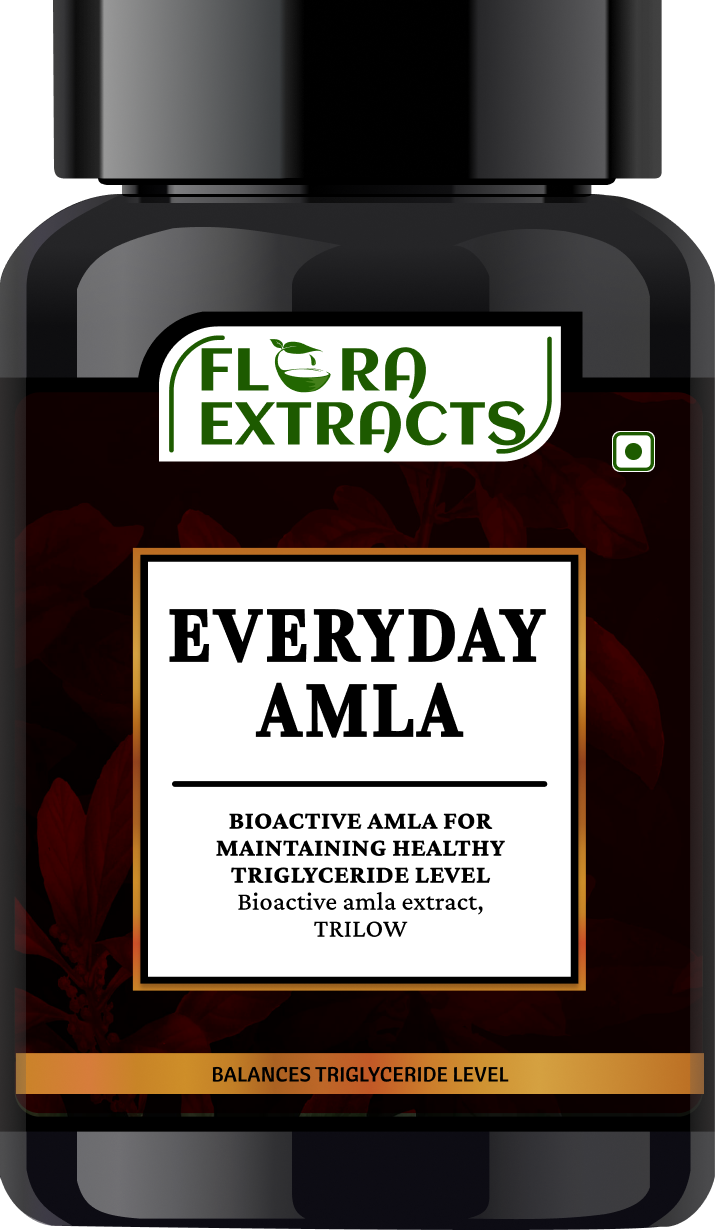 FLORA
EXTRACTS
EVERYDAY
AMLA
BIOACTIVE AMLA FOR
MAINTAINING HEALTHY
TRIGLYCERIDE LEVEL
Bioactive amla extract,
TRILOW
BALANCES TRIGLYCERIDE LEVEL